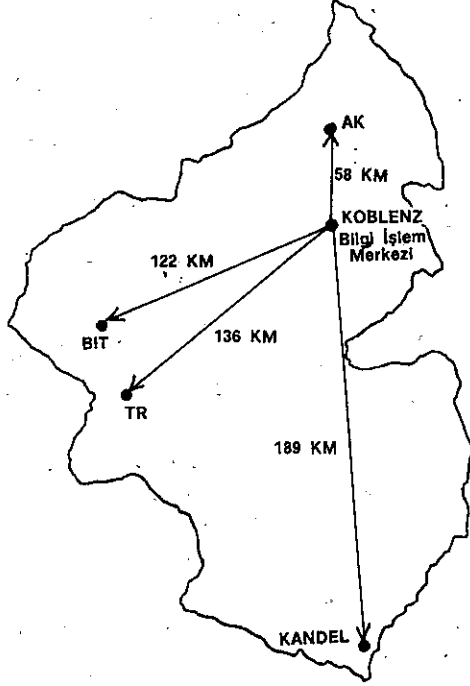 AK
58 KM
KOBLENZ
Bilgi İşlem
Merkezi
122 KM
BIT
136 KM
TR
189 KM
KANDEL